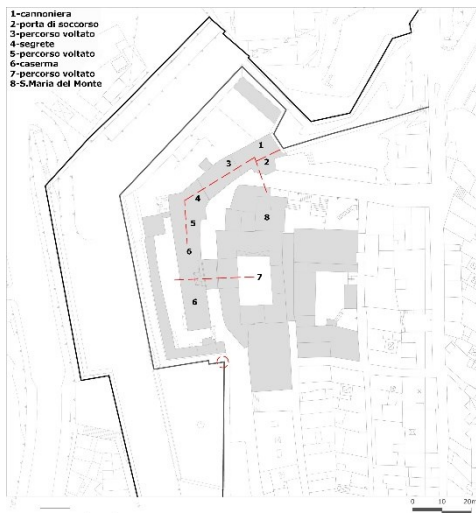 1-cannoniera
2-porta di soccorso
3-percorso voltato
4-segrete
5-percorso voltato
6-caserma
7-percorso voltato
8-S.Maria del Monte
1
2
3
4
8
5
6
7
6
0 10 20m